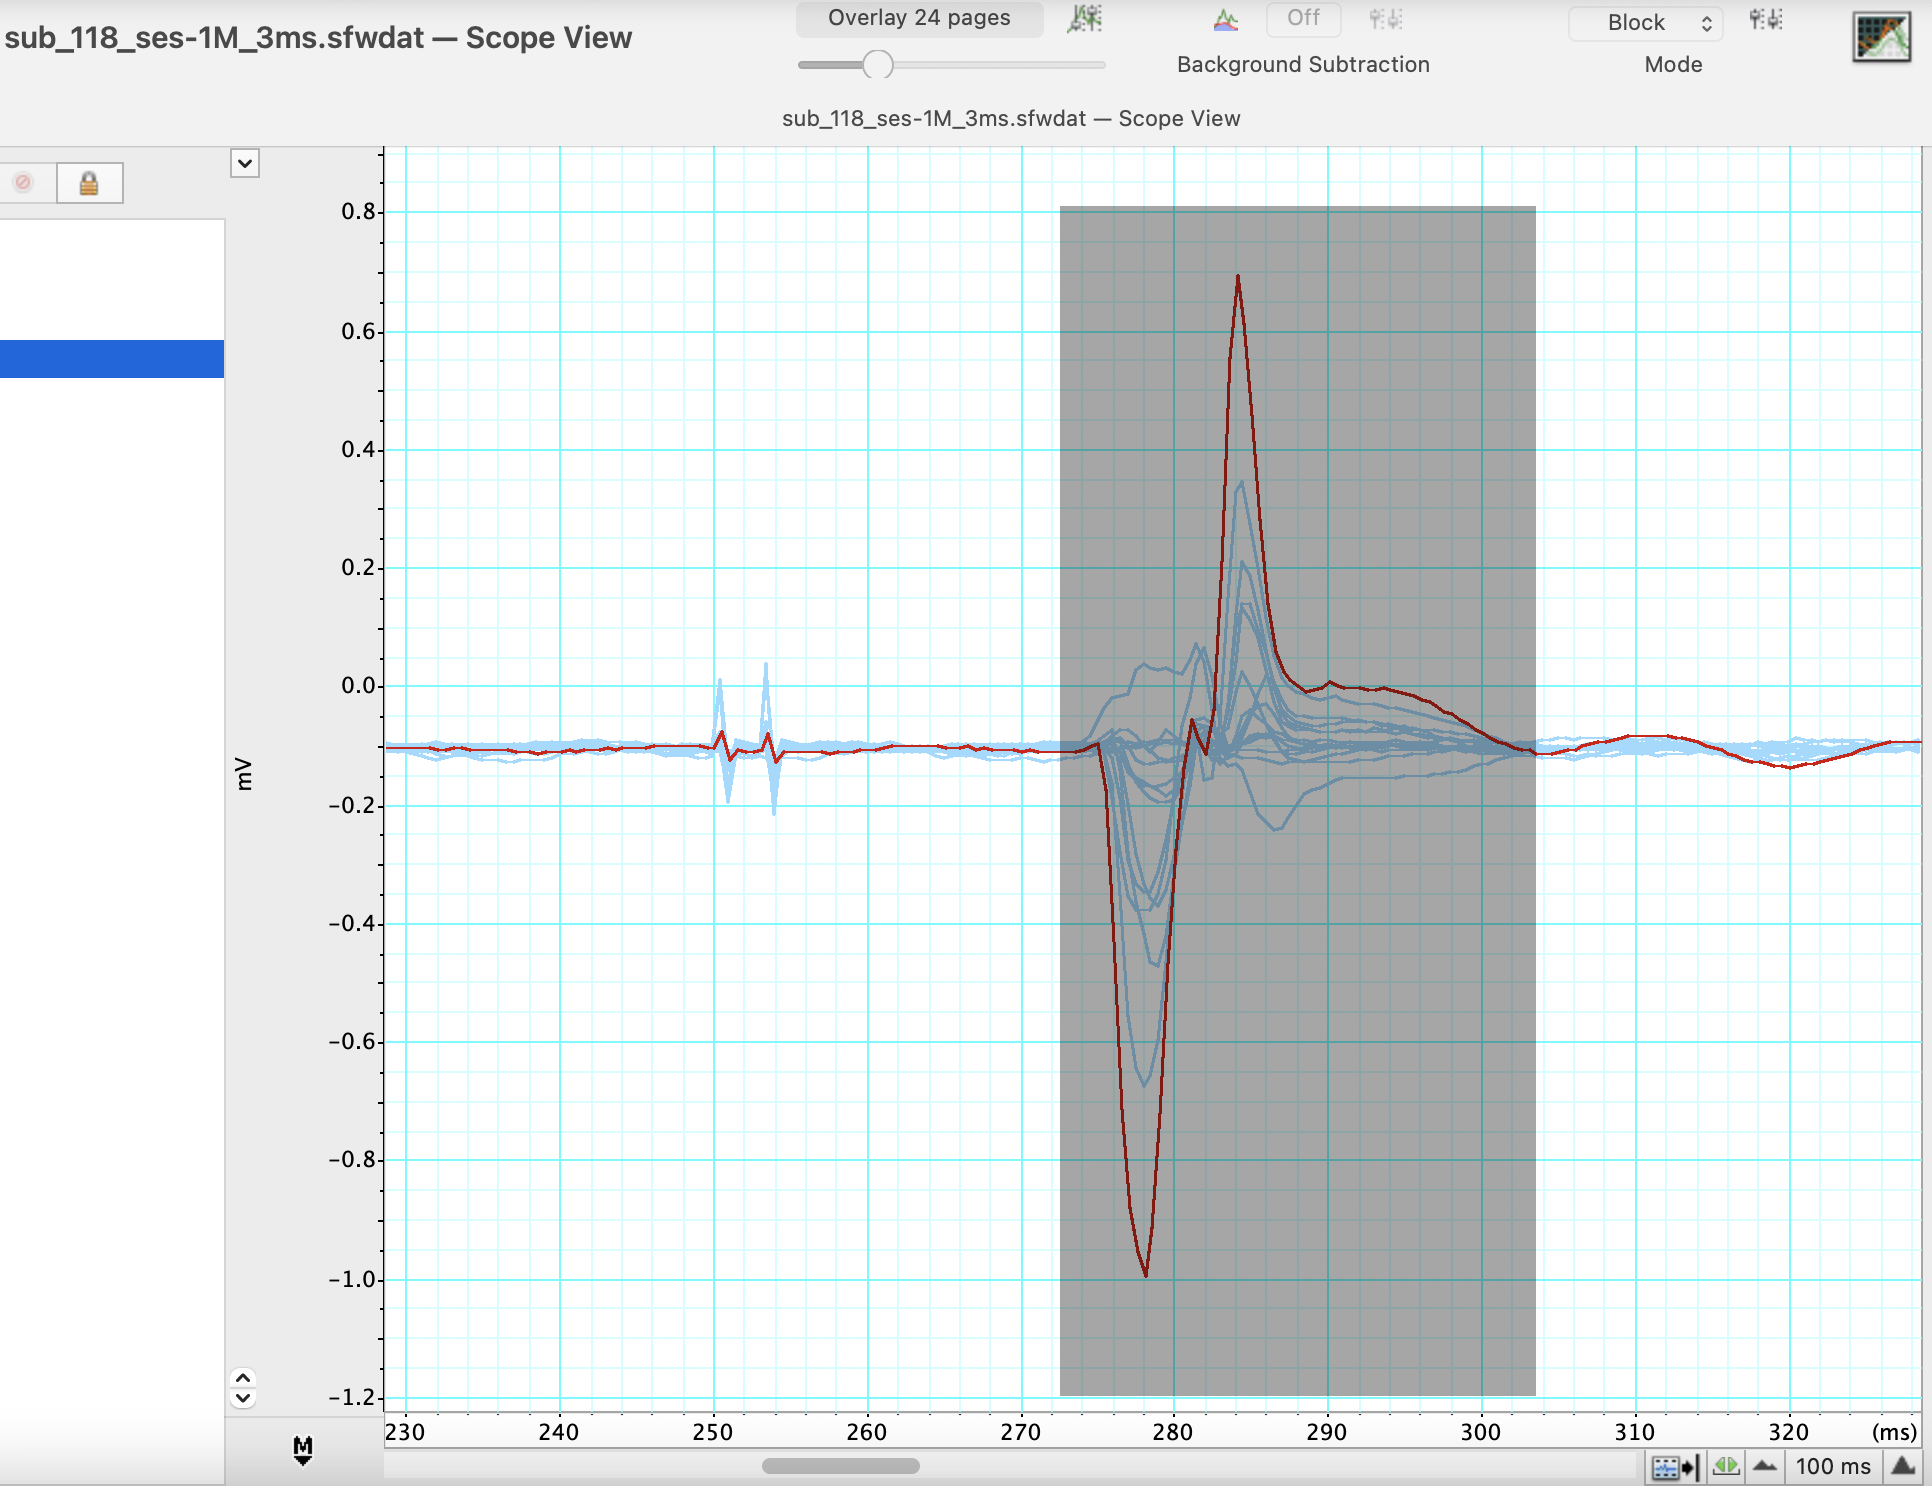 sub_118_ses-1M_3ms.sfwdat — Scope View
Overlay 24 pages
Off
Background Subtraction
Block
Mode
sub_118_ses-1M_3ms.sfwdat — Scope View
0.8
0.6
0.4
0.2
0.0
−0.2
−0.4
−0.6
−0.8
−1.0
−1.2
mV
230 240 250 260 270 280 290 300 310 320 (ms)
M
100 ms